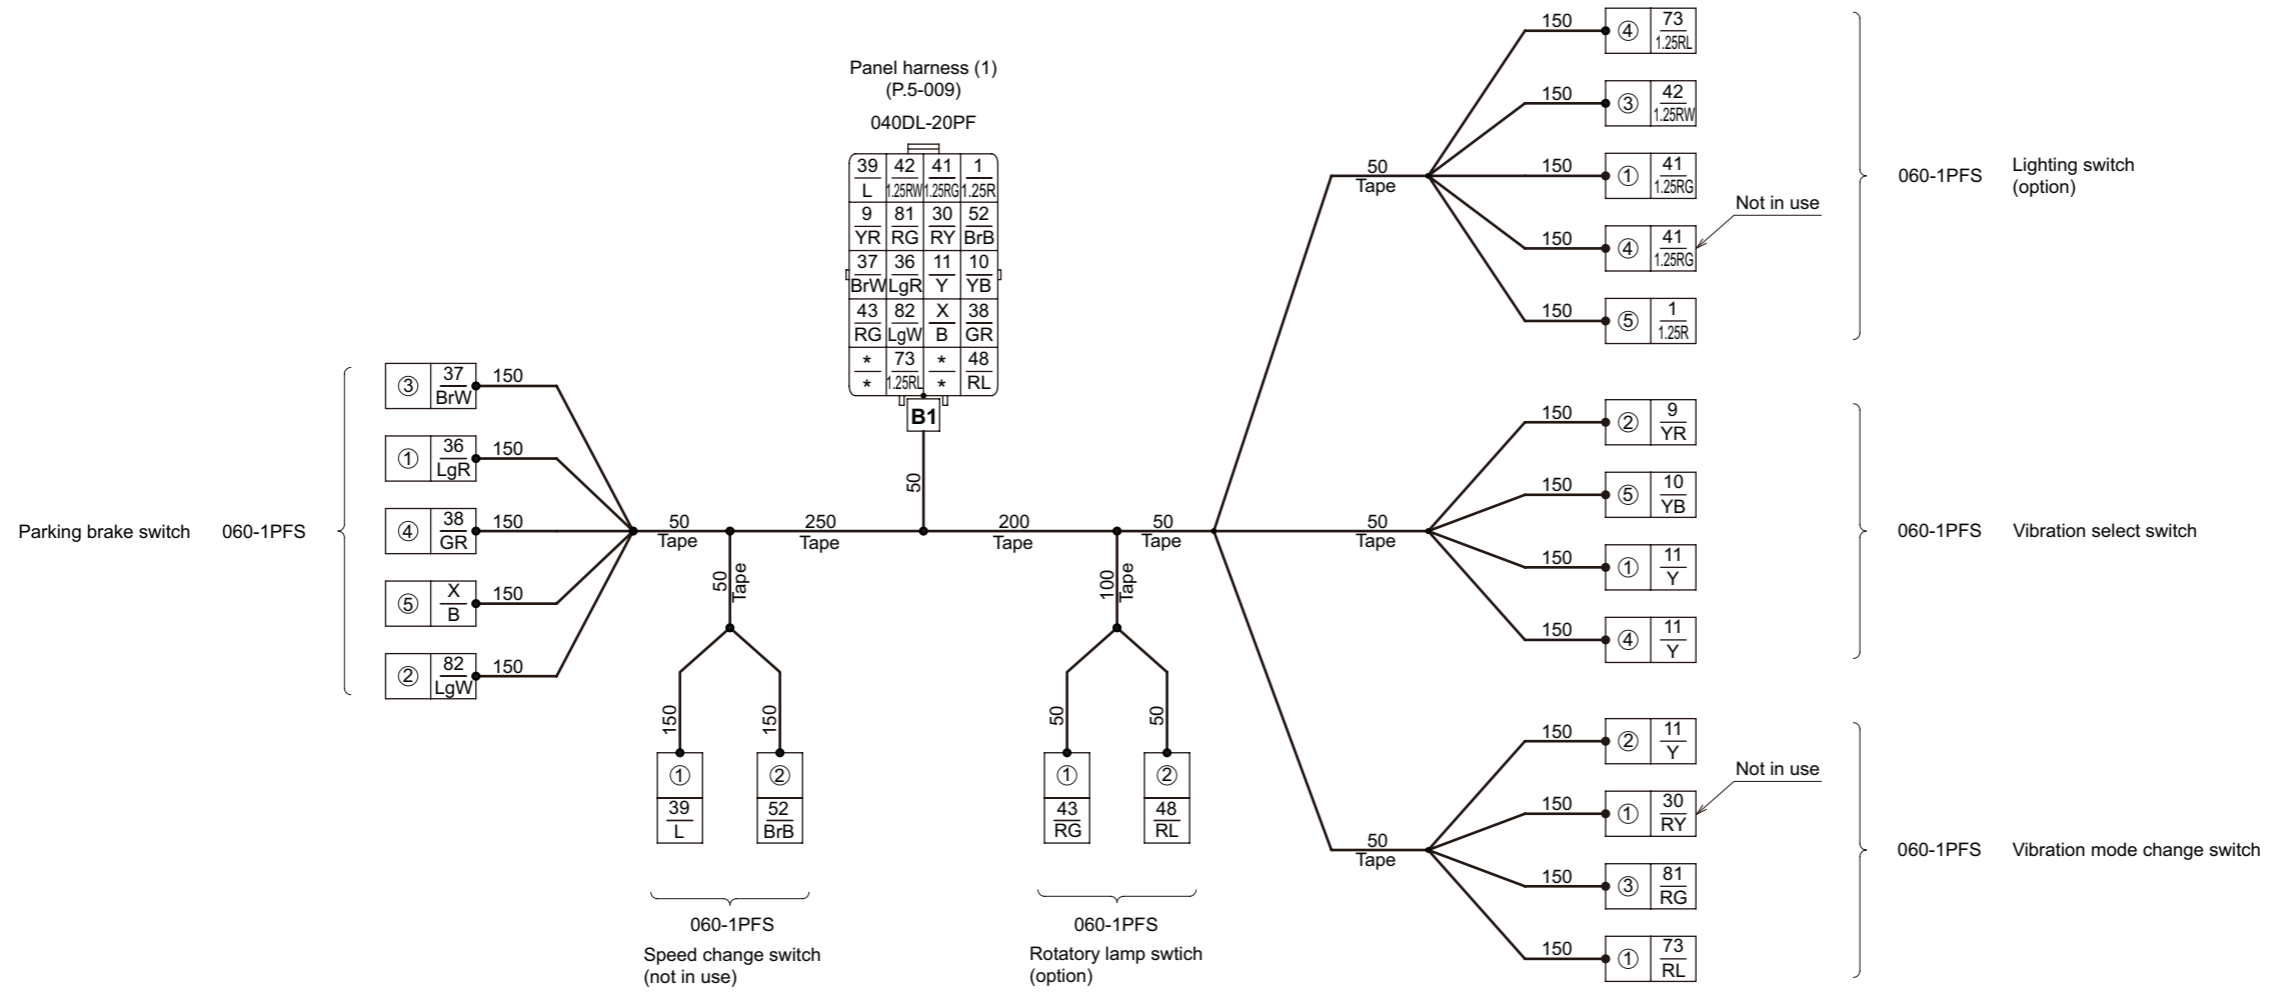 Panel harness (1)
(P.5-009)
040DL-20PF
39 42 41 1
L 1.25RW 1.25RG 1.25R
9 81 30 52
YR RG RY BrB
37 36 11 10
BrW LgR Y YB
43 82 X 38
RG LgW B GR
* 73 * 48
* 1.25RL * RL
B1
50
Parking brake switch 060-1PFS
③ 37 150
BrW
① 36 150
LgR
④ 38 150
GR
⑤ X 150
B
② 82 150
LgW
50
Tape
250
Tape
200
Tape
50
Tape
50
Tape
150
150
①
39
L
②
52
BrB
060-1PFS
Speed change switch
(not in use)
100
Tape
50
50
①
43
RG
②
48
RL
060-1PFS
Rotatory lamp swtich
(option)
50
Tape
150 ④ 73
1.25RL
150 ③ 42
1.25RW
150 ① 41
1.25RG
Not in use
150 ④ 41
1.25RG
150 ⑤ 1
1.25R
060-1PFS Lighting switch
(option)
50
Tape
150 ② 9
YR
150 ⑤ 10
YB
150 ① 11
Y
150 ④ 11
Y
060-1PFS Vibration select switch
50
Tape
150 ② 11
Y
Not in use
150 ① 30
RY
150 ③ 81
RG
150 ① 73
RL
060-1PFS Vibration mode change switch